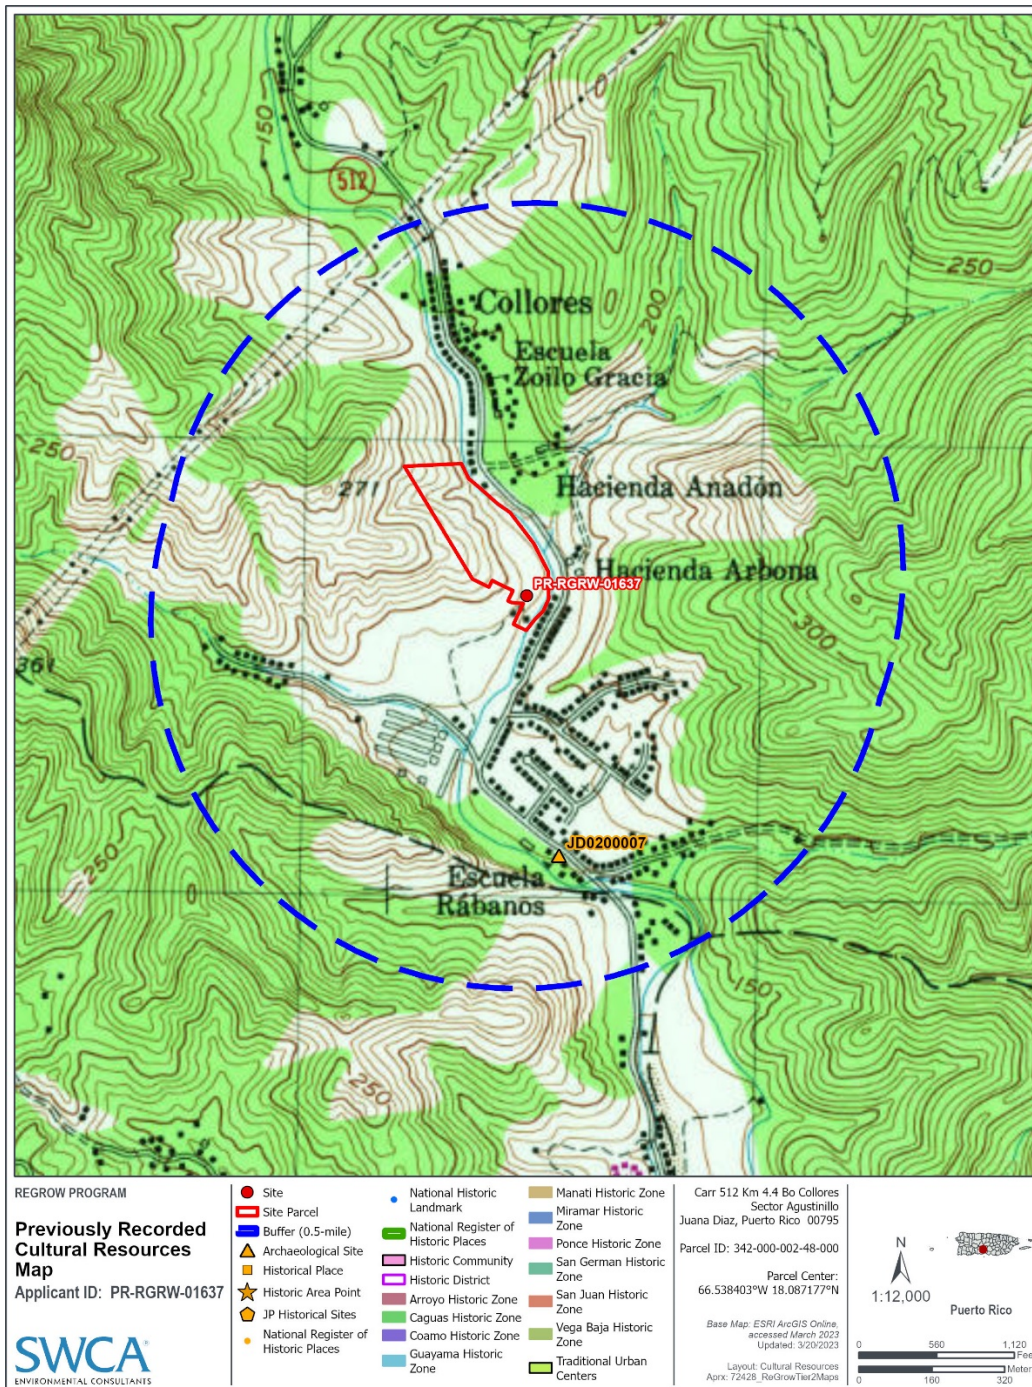 150
512
250
200
Collores
Escuela
Zoilo Gracia
250
271
Hacienda Anadón
Hacienda Arbona
PR-RGRW-01637
300
361
JD0200007
250
Escuela
Rábanos
150
250
REGROW PROGRAM
Previously Recorded
Cultural Resources
Map
Applicant ID: PR-RGRW-01637
SWCA®
ENVIRONMENTAL CONSULTANTS
Site
Site Parcel
Buffer (0.5-mile)
Archaeological Site
Historical Place
Historic Area Point
JP Historical Sites
National Register of
Historic Places
National Historic
Landmark
National Register of
Historic Places
Historic Community
Historic District
Arroyo Historic Zone
Caguas Historic Zone
Coamo Historic Zone
Guayama Historic
Zone
Manati Historic Zone
Miramar Historic
Zone
Ponce Historic Zone
San German Historic
Zone
San Juan Historic
Zone
Vega Baja Historic
Zone
Traditional Urban
Centers
Carr 512 Km 4.4 Bo Collores
Sector Agustinillo
Juana Diaz, Puerto Rico 00795
Parcel ID: 342-000-002-48-000
Parcel Center:
66.538403°W 18.087177°N
Base Map: ESRI ArcGIS Online,
accessed March 2023
Updated: 3/20/2023
Layout: Cultural Resources
Aprx: 72428_ReGrowTier2Maps
N
1:12,000
Puerto Rico
0 560 1,120
Fee
Meter
0 160 320